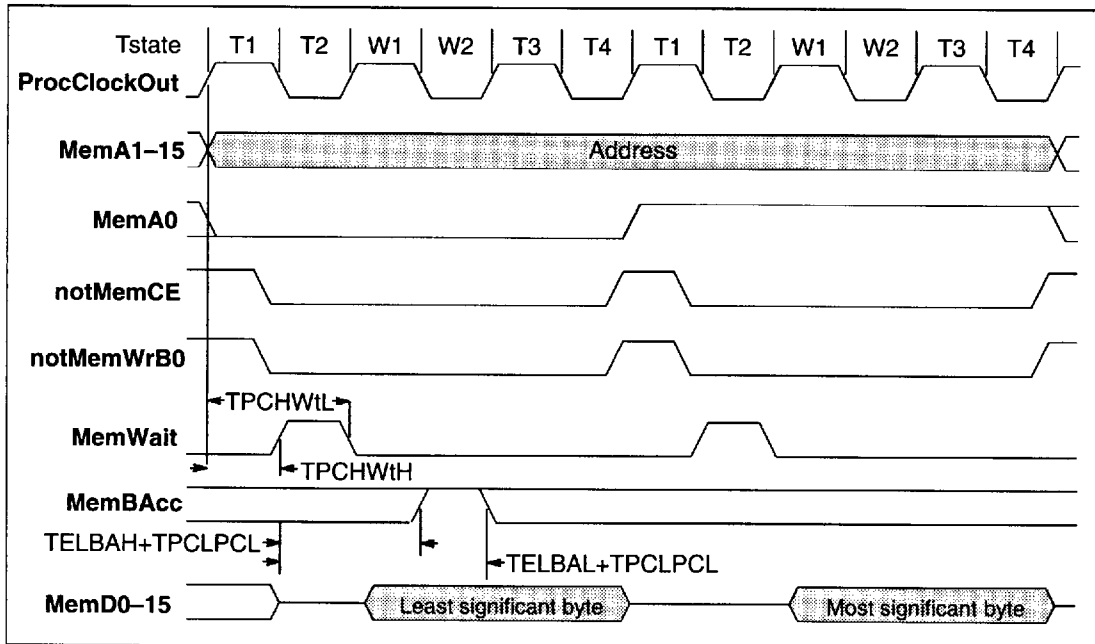 Tstate T1 T2 W1 W2 T3 T4 T1 T2 W1 W2 T3 T4
ProcClockOut
MemA1–15 Address
MemA0
notMemCE
notMemWrB0
TPCHWtL
MemWait
TPCHWtH
MemBAcc
TELBAH+TPCLPCL
TELBAL+TPCLPCL
MemD0–15 Least significant byte Most significant byte